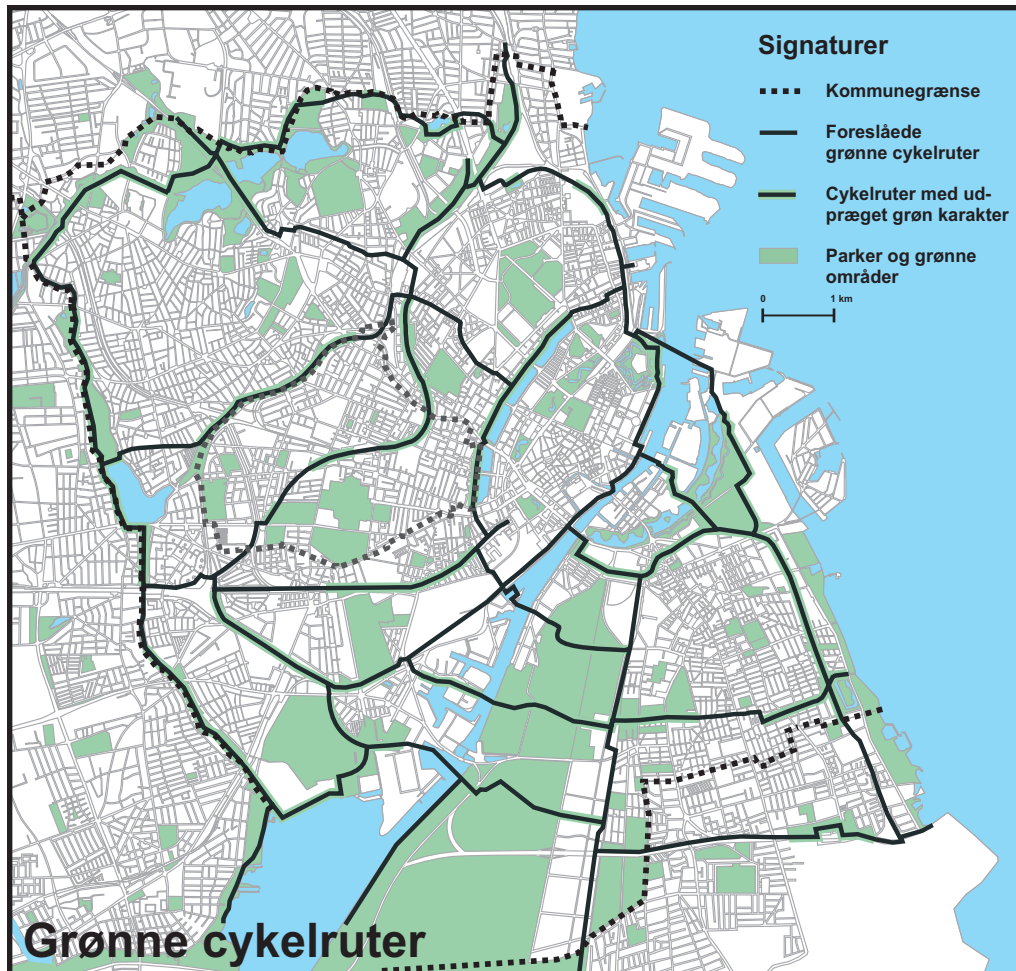 Signaturer
Kommunegrænse
Foreslåede
grønne cykelruter
Cykelruter med ud-
præget grøn karakter
Parker og grønne
områder
0 1 km
Grønne cykelruter